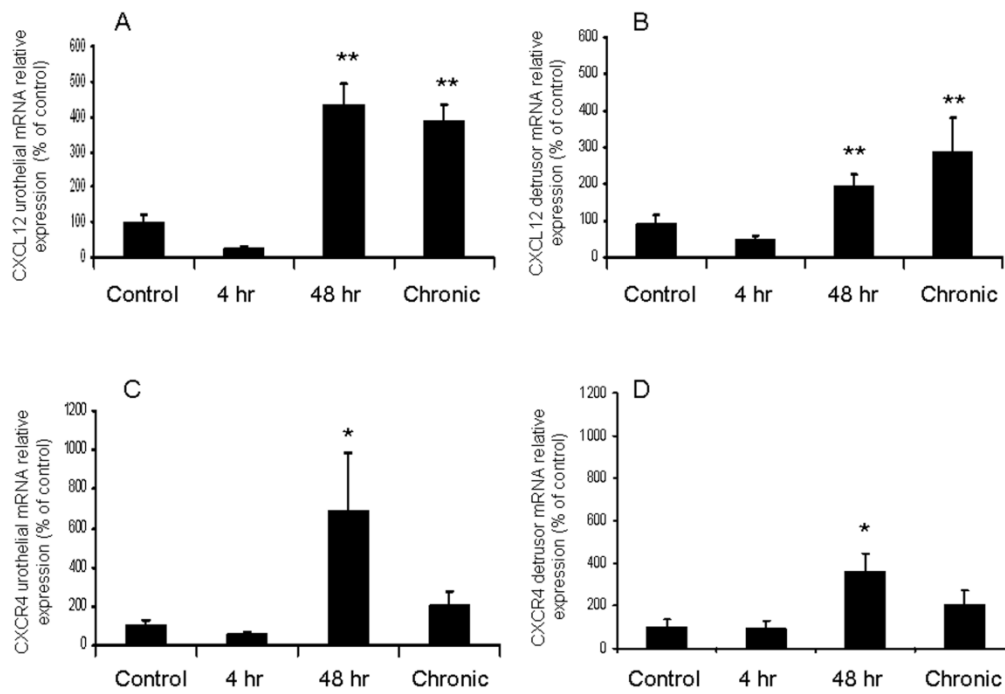 A
CXCL12 urothelial mRNA relative
expression (% of control)
600
500
400
300
200
100
0
**
**
Control 4 hr 48 hr Chronic
B
CXCL12 detrusor mRNA relative
expression (% of control)
600
500
400
300
200
100
0
**
**
Control 4 hr 48 hr Chronic
C
CXCR4 urothelial mRNA relative
expression (% of control)
1200
1000
800
600
400
200
0
*
Control 4 hr 48 hr Chronic
D
CXCR4 detrusor mRNA relative
expression (% of control)
1200
1000
800
600
400
200
0
*
Control 4 hr 48 hr Chronic